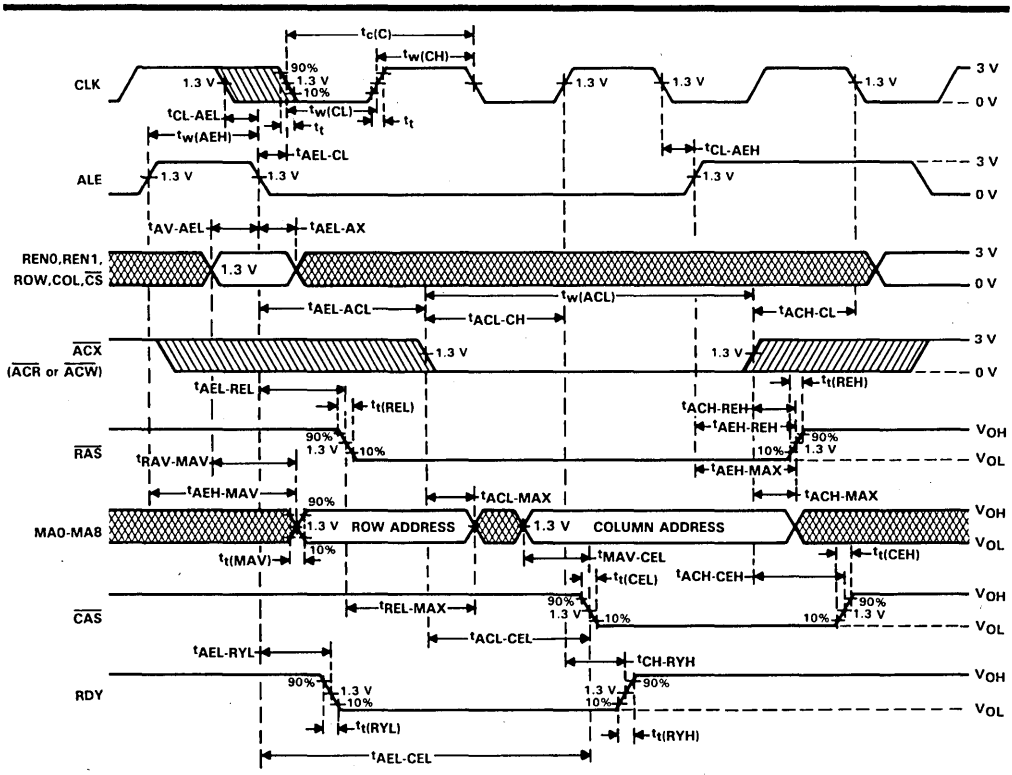 tc(C)
tw(CH)
CLK
90%
1.3 V
1.3 V
10%
1.3 V
1.3 V
1.3 V
3 V
0 V
tCL-AEL
tw(CL)
tt
tt
tw(AEH)
tAEL-CL
tCL-AEH
ALE
1.3 V
1.3 V
1.3 V
3 V
0 V
tAV-AEL
tAEL-AX
REN0,REN1,
ROW,COL,C̅S̅
1.3 V
3 V
0 V
tw(ACL)
tAEL-ACL
tACL-CH
tACH-CL
A̅C̅X̅
(A̅C̅R̅ or A̅C̅W̅)
1.3 V
1.3 V
3 V
0 V
tAEL-REL
tt(REL)
tt(REH)
tACH-REH
tAEH-REH
R̅A̅S̅
90%
1.3 V
10%
90%
10%
1.3 V
VOH
VOL
tRAV-MAV
tAEH-MAX
tAEH-MAV
tACL-MAX
tACH-MAX
MA0-MA8
90%
1.3 V
10%
ROW ADDRESS
1.3 V
COLUMN ADDRESS
VOH
VOL
tt(MAV)
tMAV-CEL
tt(CEH)
tt(CEL)
tACH-CEH
C̅A̅S̅
tREL-MAX
90%
1.3 V
10%
90%
1.3 V
10%
VOH
VOL
tACL-CEL
tAEL-RYL
tCH-RYH
RDY
90%
1.3 V
10%
90%
1.3 V
10%
VOH
VOL
tt(RYL)
tt(RYH)
tAEL-CEL